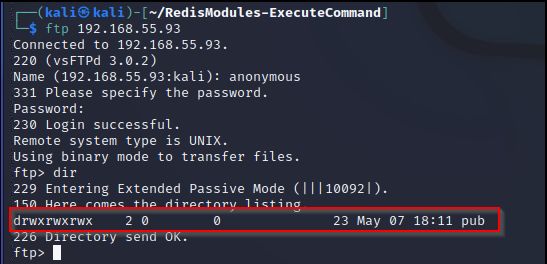 ┌──(kali㉿kali)-[~/RedisModules-ExecuteCommand]
└─$ ftp 192.168.55.93
Connected to 192.168.55.93.
220 (vsFTPd 3.0.2)
Name (192.168.55.93:kali): anonymous
331 Please specify the password.
Password:
230 Login successful.
Remote system type is UNIX.
Using binary mode to transfer files.
ftp> dir
229 Entering Extended Passive Mode (|||10092|).
150 Here comes the directory listing.
drwxrwxrwx    2 0        0              23 May 07 18:11 pub
226 Directory send OK.
ftp>